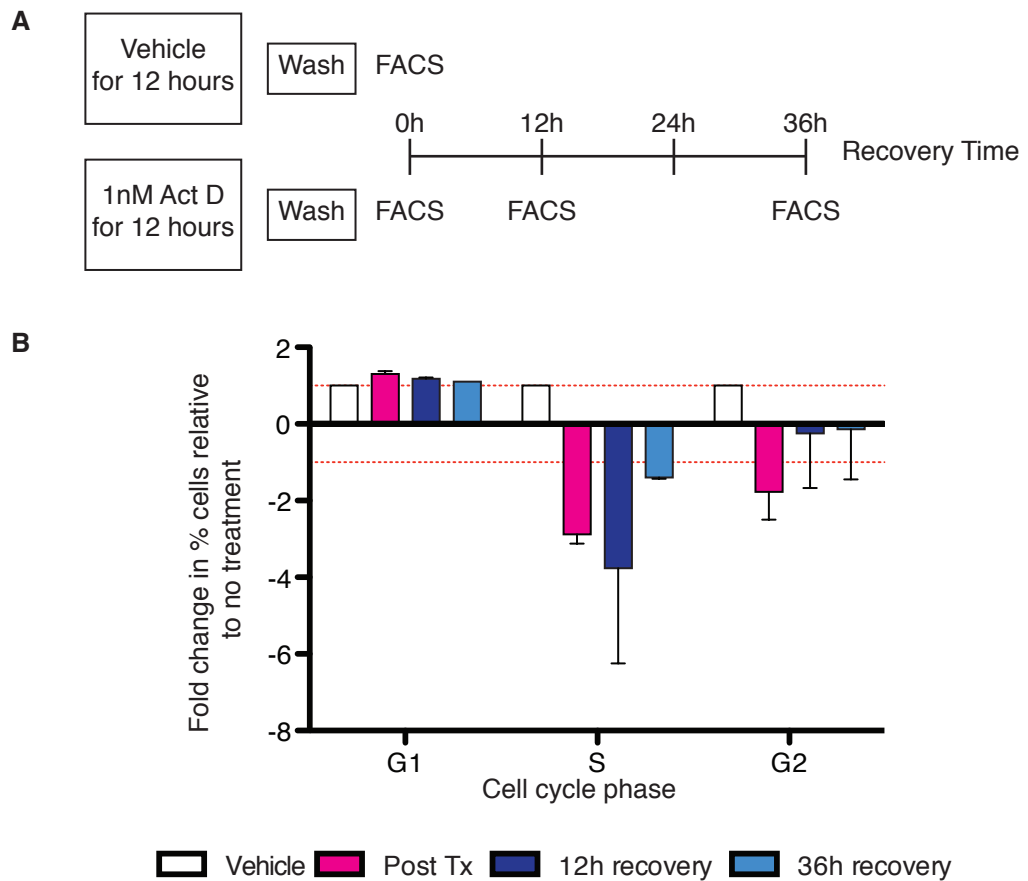 A
Vehicle
for 12 hours
Wash
FACS
0h 12h 24h 36h
Recovery Time
1nM Act D
for 12 hours
Wash
FACS FACS FACS
B
Fold change in % cells relative
to no treatment
2
0
-2
-4
-6
-8
G1 S G2
Cell cycle phase
Vehicle Post Tx 12h recovery 36h recovery